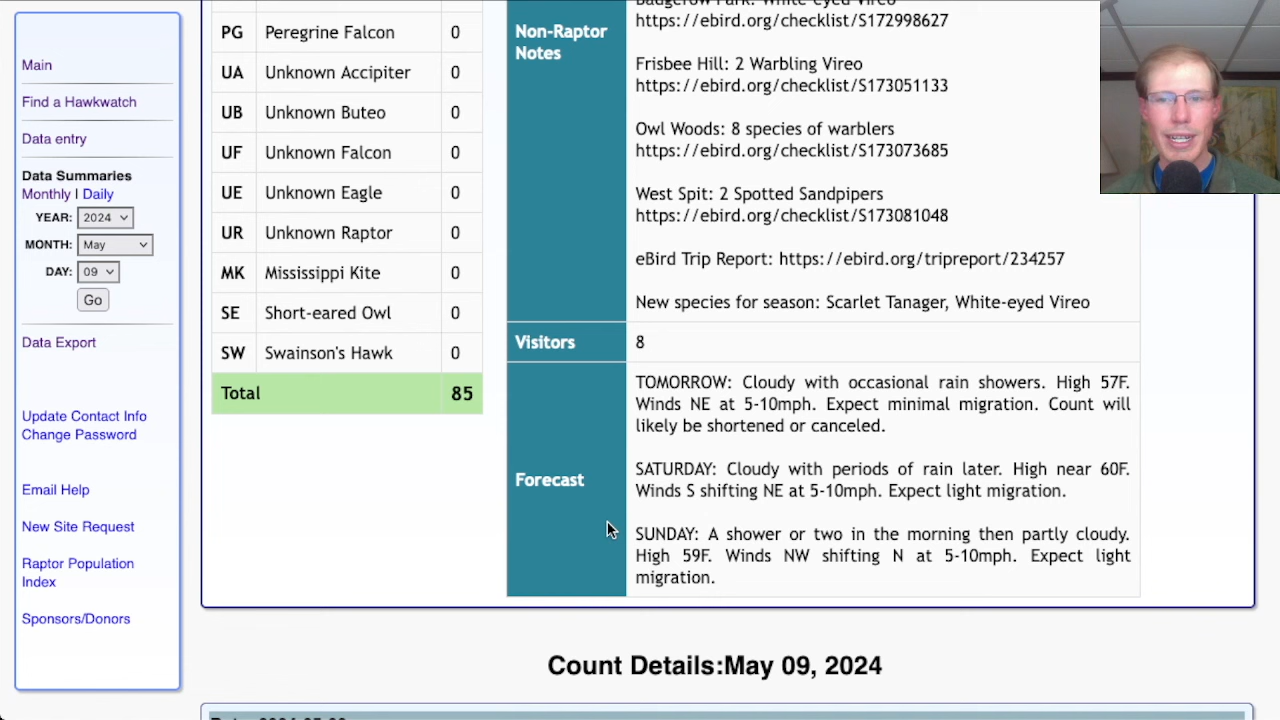 Main
Find a Hawkwatch
Data entry
Data Summaries
Monthly | Daily
YEAR: 2024
MONTH: May
DAY: 09
Go
Data Export
Update Contact Info
Change Password
Email Help
New Site Request
Raptor Population
Index
Sponsors/Donors
PG Peregrine Falcon 0
UA Unknown Accipiter 0
UB Unknown Buteo 0
UF Unknown Falcon 0
UE Unknown Eagle 0
UR Unknown Raptor 0
MK Mississippi Kite 0
SE Short-eared Owl 0
SW Swainson's Hawk 0
Total 85
Non-Raptor
Notes
Badgerow Park: White-eyed Vireo
https://ebird.org/checklist/S172998627
Frisbee Hill: 2 Warbling Vireo
https://ebird.org/checklist/S173051133
Owl Woods: 8 species of warblers
https://ebird.org/checklist/S173073685
West Spit: 2 Spotted Sandpipers
https://ebird.org/checklist/S173081048
eBird Trip Report: https://ebird.org/tripreport/234257
New species for season: Scarlet Tanager, White-eyed Vireo
Visitors
8
Forecast
TOMORROW: Cloudy with occasional rain showers. High 57F.
Winds NE at 5-10mph. Expect minimal migration. Count will
likely be shortened or canceled.
SATURDAY: Cloudy with periods of rain later. High near 60F.
Winds S shifting NE at 5-10mph. Expect light migration.
SUNDAY: A shower or two in the morning then partly cloudy.
High 59F. Winds NW shifting N at 5-10mph. Expect light
migration.
Count Details:May 09, 2024